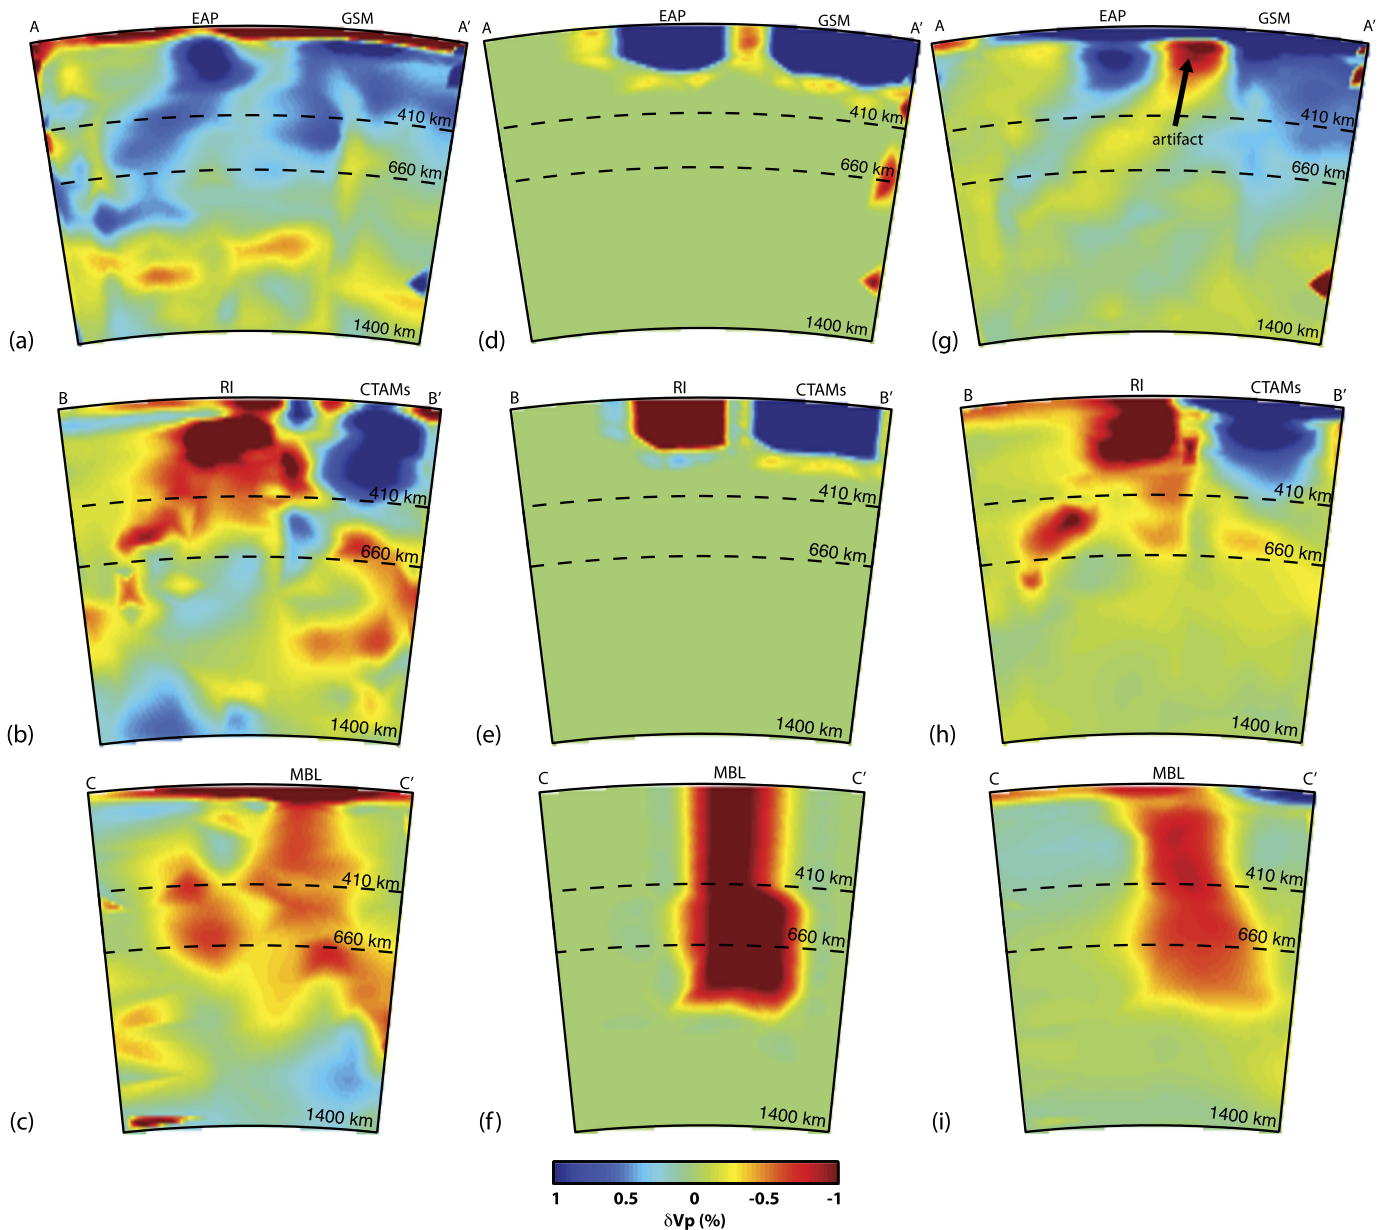 A EAP GSM A'
410 km
660 km
1400 km
(a)
A EAP GSM A'
410 km
660 km
1400 km
(d)
A EAP GSM A'
artifact
410 km
660 km
1400 km
(g)
B RI CTAMs B'
410 km
660 km
1400 km
(b)
B RI CTAMs B'
410 km
660 km
1400 km
(e)
B RI CTAMs B'
410 km
660 km
1400 km
(h)
C MBL C'
410 km
660 km
1400 km
(c)
C MBL C'
410 km
660 km
1400 km
(f)
C MBL C'
410 km
660 km
1400 km
(i)
1 0.5 0 -0.5 -1
δVp (%)